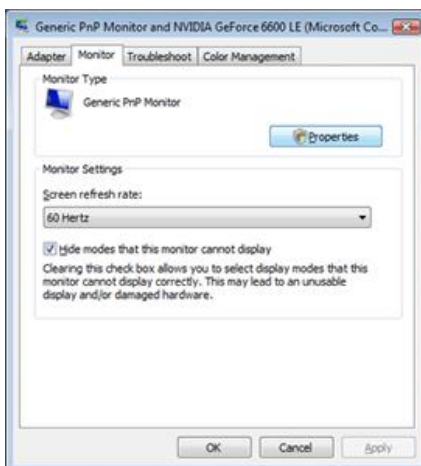 Generic PnP Monitor and NVIDIA GeForce 6600 LE (Microsoft Co...
Adapter Monitor Troubleshoot Color Management
Monitor Type
Generic PnP Monitor
Properties
Monitor Settings
Screen refresh rate:
60 Hertz
Hide modes that this monitor cannot display
Clearing this check box allows you to select display modes that this
monitor cannot display correctly. This may lead to an unusable
display and/or damaged hardware.
OK Cancel Apply